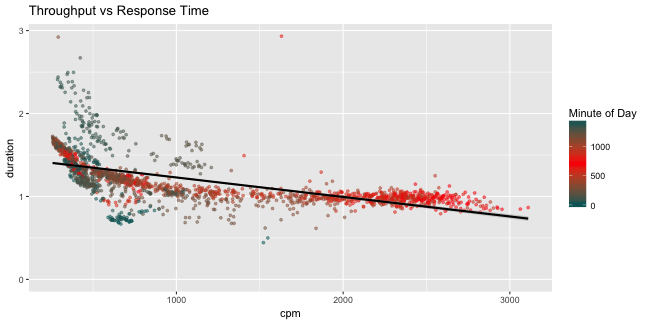 Throughput vs Response Time
3
2
1
0
duration
1000
2000
3000
cpm
Minute of Day
1000
500
0